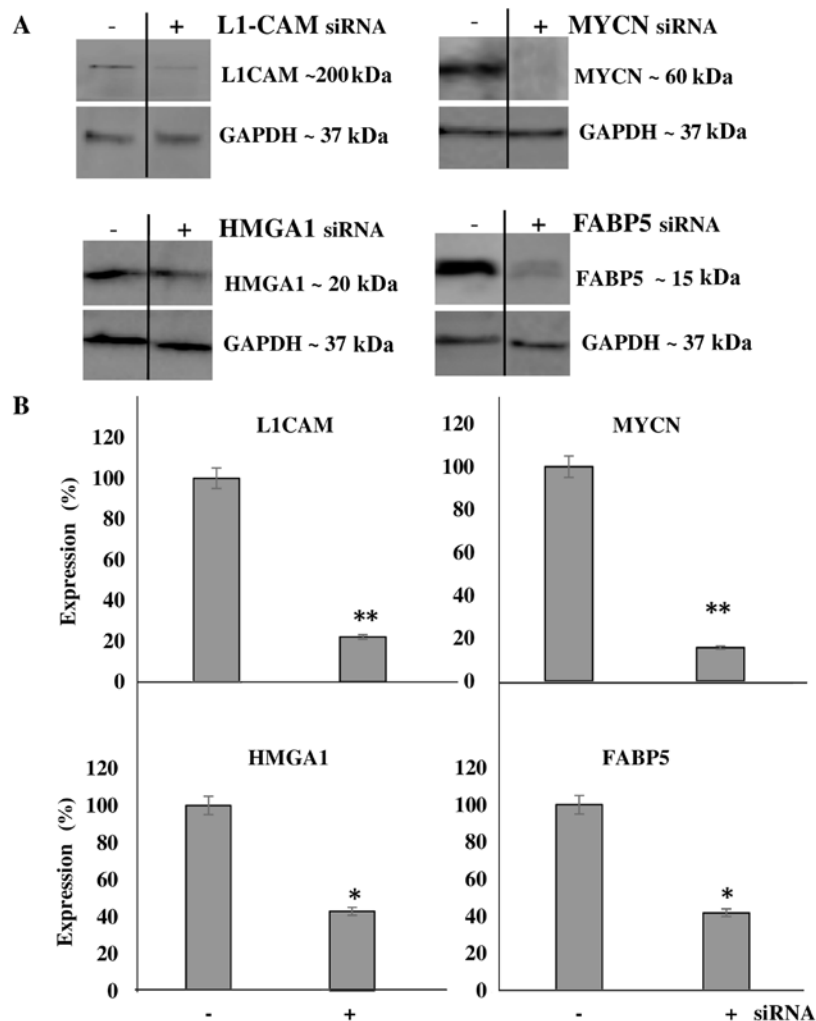 A
- + L1-CAM siRNA
L1CAM ~200 kDa
GAPDH ~ 37 kDa
- + MYCN siRNA
MYCN ~ 60 kDa
GAPDH ~ 37 kDa
- + HMGA1 siRNA
HMGA1 ~ 20 kDa
GAPDH ~ 37 kDa
- + FABP5 siRNA
FABP5 ~ 15 kDa
GAPDH ~ 37 kDa
B
L1CAM
Expression (%)
120
100
80
60
40
20
0
**
MYCN
120
100
80
60
40
20
0
**
HMGA1
Expression (%)
120
100
80
60
40
20
0
*
- +
FABP5
120
100
80
60
40
20
0
*
- + siRNA